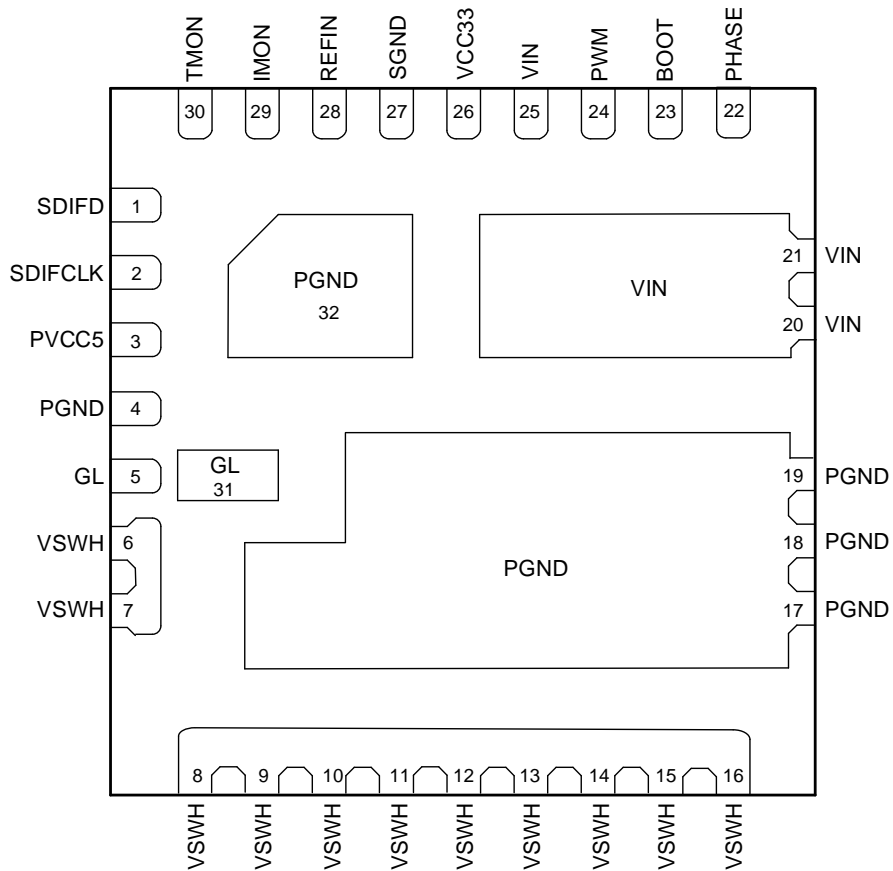 TMON
IMON
REFIN
SGND
VCC33
VIN
PWM
BOOT
PHASE
30
29
28
27
26
25
24
23
22
SDIFD 1
SDIFCLK 2
PVCC5 3
PGND 4
GL 5
VSWH 6
VSWH 7
PGND
32
VIN
21 VIN
20 VIN
GL
31
PGND
19 PGND
18 PGND
17 PGND
8
9
10
11
12
13
14
15
16
VSWH
VSWH
VSWH
VSWH
VSWH
VSWH
VSWH
VSWH
VSWH